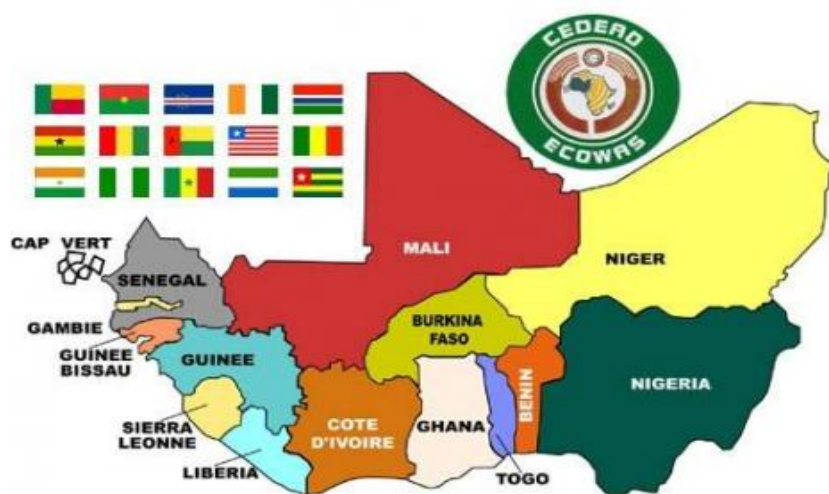 CEDEAO
ECOWAS
CAP VERT
SENEGAL
GAMBIE
GUINEE
BISSAU
GUINEE
SIERRA
LEONNE
LIBERIA
MALI
BURKINA
FASO
COTE
D'IVOIRE
GHANA
TOGO
BENIN
NIGER
NIGERIA